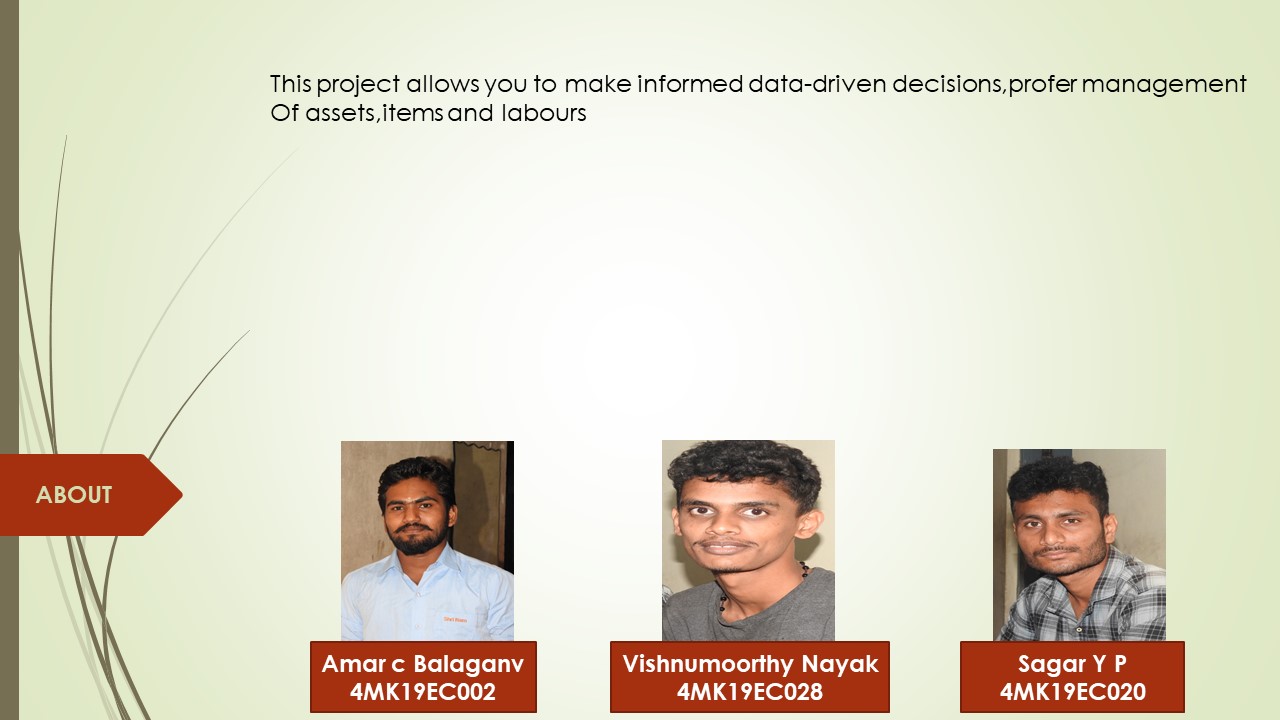 This project allows you to make informed data-driven decisions,profer management
Of assets,items and labours
ABOUT
Amar c Balaganv
4MK19EC002
Vishnumoorthy Nayak
4MK19EC028
Sagar Y P
4MK19EC020